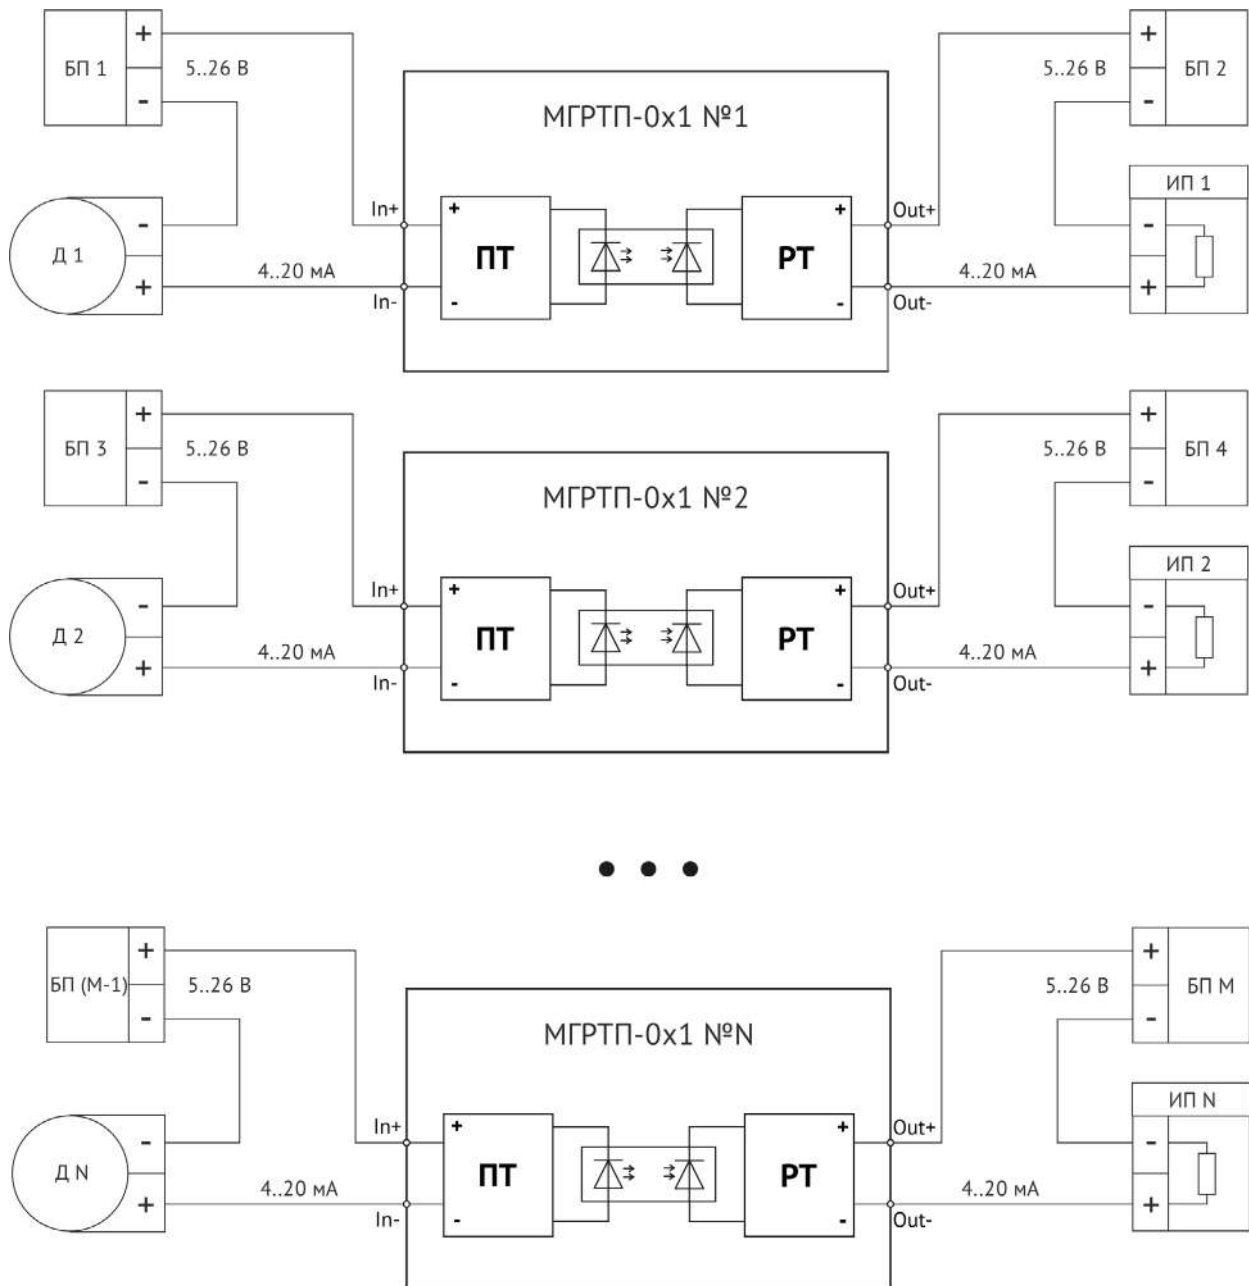 БП 1
+
-
5..26 В
МГРТП-0х1 №1
5..26 В
+
-
БП 2
Д 1
-
+
4..20 мА
In+
In-
+
ПТ
-
+
РТ
-
Out+
Out-
4..20 мА
ИП 1
-
+
БП 3
+
-
5..26 В
МГРТП-0х1 №2
5..26 В
+
-
БП 4
Д 2
-
+
4..20 мА
In+
In-
+
ПТ
-
+
РТ
-
Out+
Out-
4..20 мА
ИП 2
-
+
• • •
БП (М-1)
+
-
5..26 В
МГРТП-0х1 №N
5..26 В
+
-
БП М
Д N
-
+
4..20 мА
In+
In-
+
ПТ
-
+
РТ
-
Out+
Out-
4..20 мА
ИП N
-
+